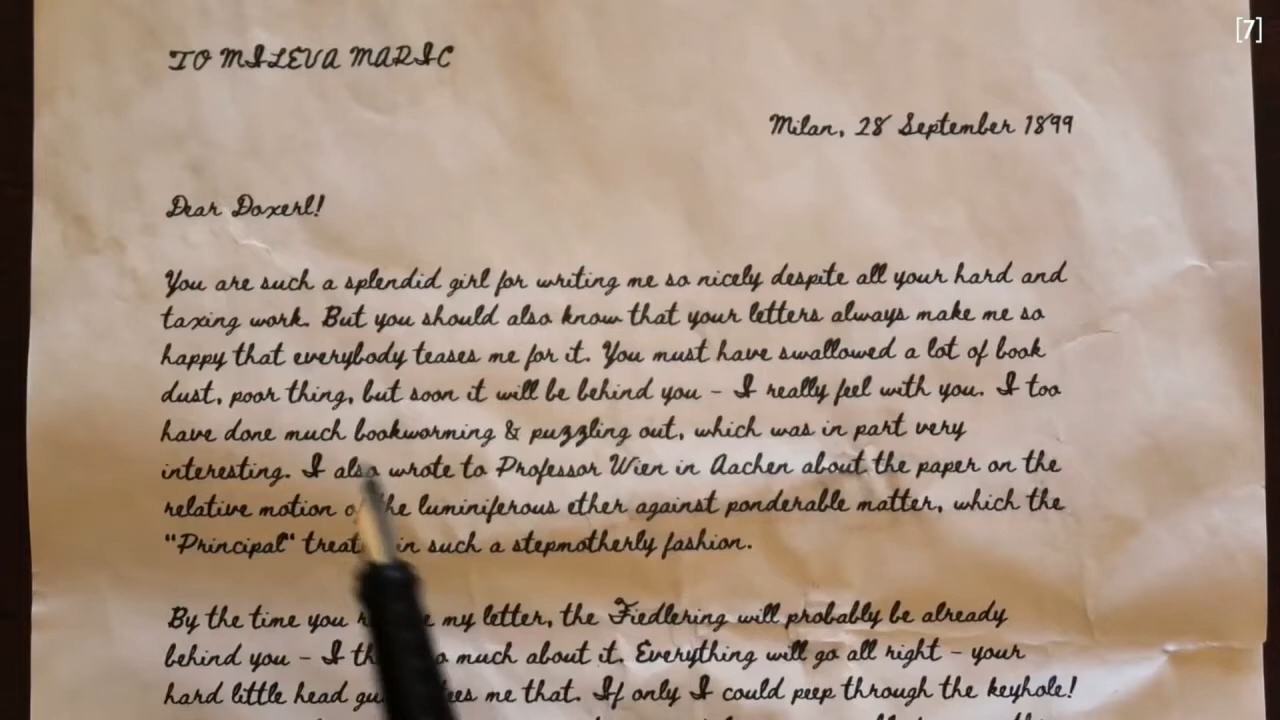 [7]
TO MILEVA MARIC
Milan, 28 September 1899
Dear Doxerl!
You are such a splendid girl for writing me so nicely despite all your hard and
taxing work. But you should also know that your letters always make me so
happy that everybody teases me for it. You must have swallowed a lot of book
dust, poor thing, but soon it will be behind you - I really feel with you. I too
have done much bookworming & puzzling out, which was in part very
interesting. I also wrote to Professor Wien in Aachen about the paper on the
relative motion the luminiferous ether against ponderable matter, which the
"Principal" in such a stepmotherly fashion.
By the time you my letter, the Fiedlering will probably be already
behind you - I much about it. Everything will go all right - your
hard little head me that. If only I could peep through the keyhole!